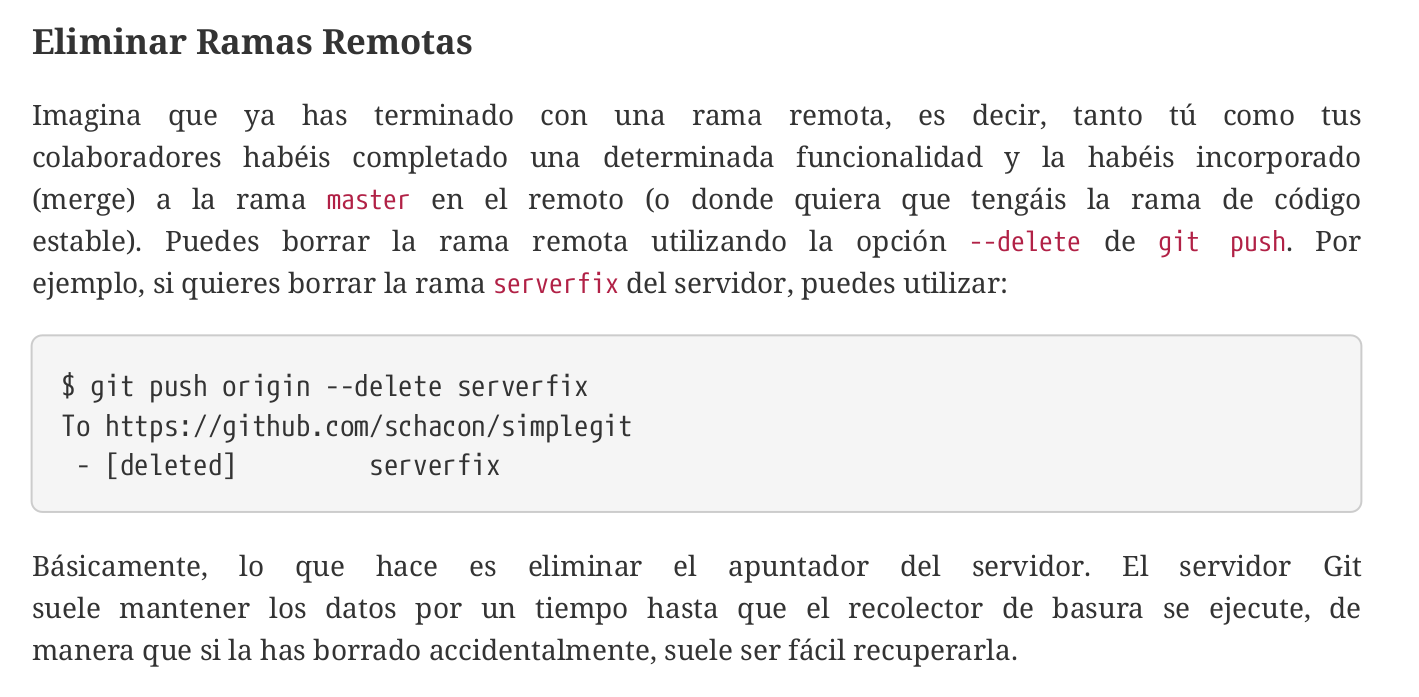 Eliminar Ramas Remotas
Imagina que ya has terminado con una rama remota, es decir, tanto tú como tus
colaboradores habéis completado una determinada funcionalidad y la habéis incorporado
(merge) a la rama master en el remoto (o donde quiera que tengáis la rama de código
estable). Puedes borrar la rama remota utilizando la opción --delete de git push. Por
ejemplo, si quieres borrar la rama serverfix del servidor, puedes utilizar:
$ git push origin --delete serverfix
To https://github.com/schacon/simplegit
 - [deleted]         serverfix
Básicamente, lo que hace es eliminar el apuntador del servidor. El servidor Git
suele mantener los datos por un tiempo hasta que el recolector de basura se ejecute, de
manera que si la has borrado accidentalmente, suele ser fácil recuperarla.